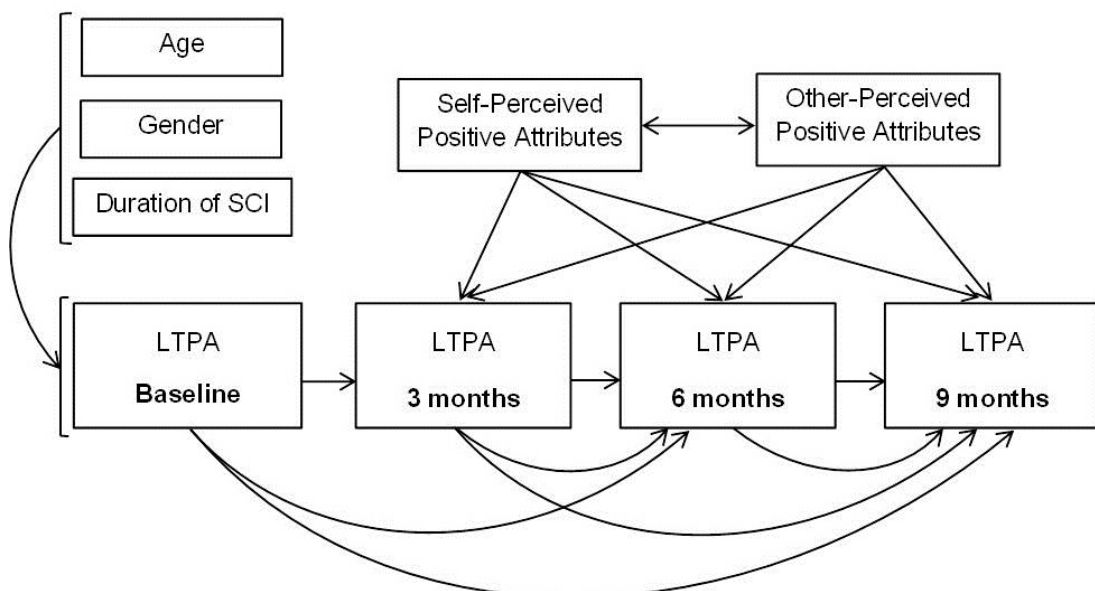 Age
Gender
Duration of SCI
Self-Perceived
Positive Attributes
Other-Perceived
Positive Attributes
LTPA
Baseline
LTPA
3 months
LTPA
6 months
LTPA
9 months